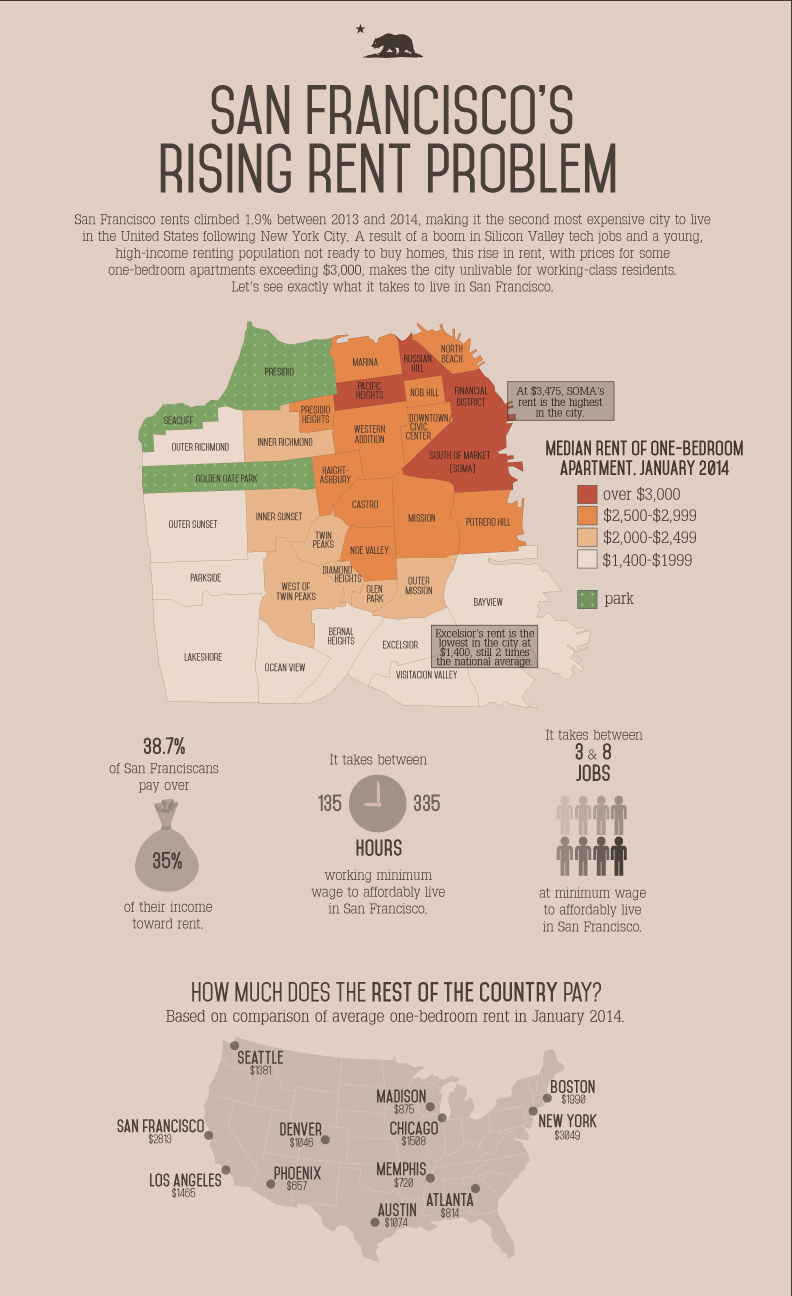 SAN FRANCISCO'S
RISING RENT PROBLEM
San Francisco rents climbed 1.9% between 2013 and 2014, making it the second most expensive city to live
in the United States following New York City. A result of a boom in Silicon Valley tech jobs and a young,
high-income renting population not ready to buy homes, this rise in rent, with prices for some
one-bedroom apartments exceeding $3,000, makes the city unlivable for working-class residents.
Let's see exactly what it takes to live in San Francisco.
PRESIDIO
MARINA
RUSSIAN
HILL
NORTH
BEACH
PACIFIC
HEIGHTS
NOB HILL
FINANCIAL
DISTRICT
At $3,475, SOMA's
rent is the highest
in the city.
SEACLIFF
PRESIDIO
HEIGHTS
OUTER RICHMOND
INNER RICHMOND
WESTERN
ADDITION
DOWNTOWN/
CIVIC
CENTER
SOUTH OF MARKET
[SOMA]
GOLDEN GATE PARK
HAIGHT-
ASHBURY
MEDIAN RENT OF ONE-BEDROOM
APARTMENT, JANUARY 2014
over $3,000
$2,500-$2,999
$2,000-$2,499
$1,400-$1999
park
OUTER SUNSET
INNER SUNSET
CASTRO
MISSION
POTRERO HILL
TWIN
PEAKS
NOE VALLEY
PARKSIDE
WEST OF
TWIN PEAKS
DIAMOND
HEIGHTS
GLEN
PARK
OUTER
MISSION
BAYVIEW
LAKESHORE
OCEAN VIEW
BERNAL
HEIGHTS
EXCELSIOR
Excelsior's rent is the
lowest in the city at
$1,400, still 2 times
the national average.
VISITACION VALLEY
38.7%
of San Franciscans
pay over
35%
of their income
toward rent.
It takes between
135
335
HOURS
working minimum
wage to affordably live
in San Francisco.
It takes between
3 & 8
JOBS
at minimum wage
to affordably live
in San Francisco.
HOW MUCH DOES THE REST OF THE COUNTRY PAY?
Based on comparison of average one-bedroom rent in January 2014.
SEATTLE
$1381
SAN FRANCISCO
$2813
LOS ANGELES
$1465
DENVER
$1046
PHOENIX
$657
MADISON
$875
CHICAGO
$1508
MEMPHIS
$720
AUSTIN
$1074
ATLANTA
$814
BOSTON
$1990
NEW YORK
$3049